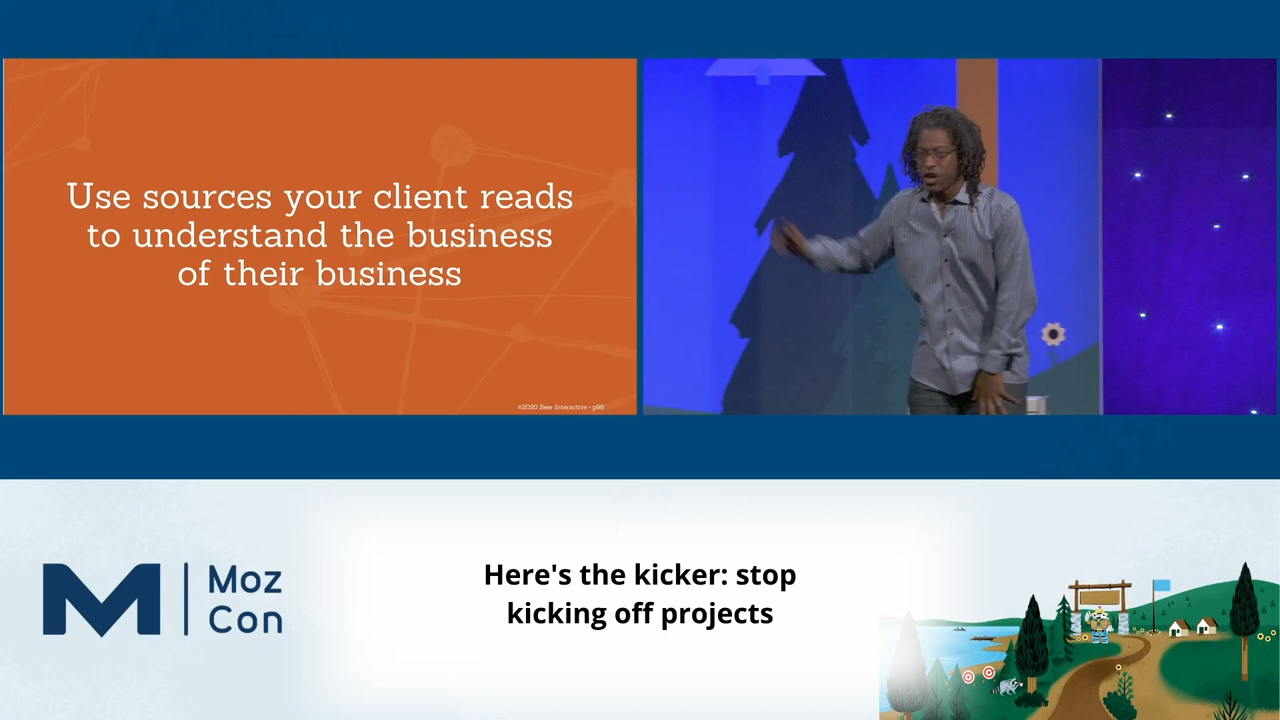 Use sources your client reads
to understand the business
of their business
©2020 Seer Interactive • p99
Moz
Con
Here's the kicker: stop
kicking off projects